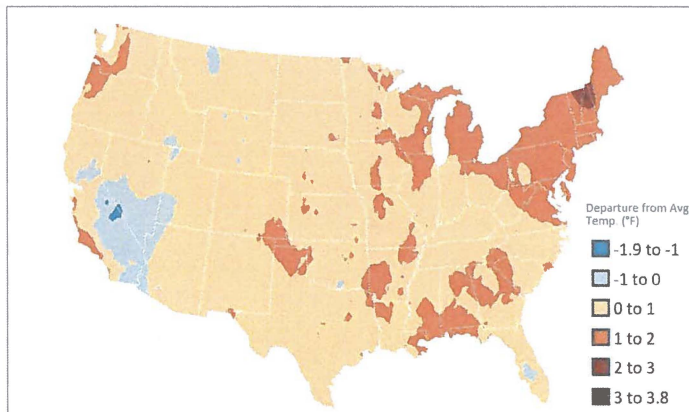 Departure from Avg
Temp. (°F)
-1.9 to -1
-1 to 0
0 to 1
1 to 2
2 to 3
3 to 3.8